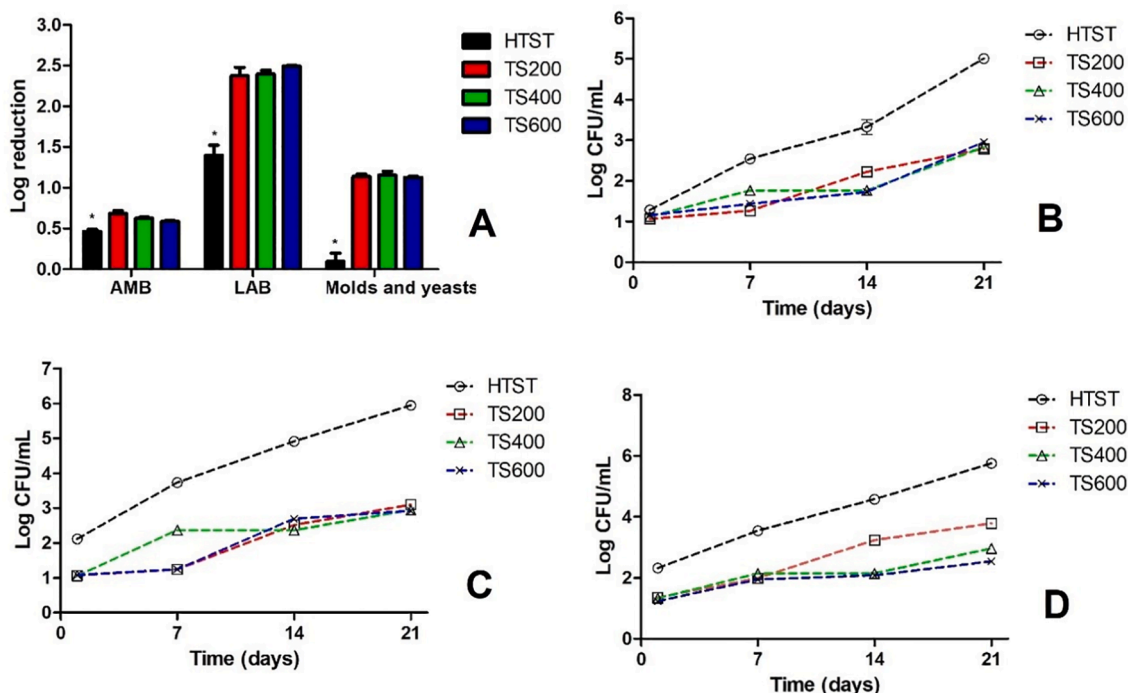 3.0
2.5
2.0
1.5
1.0
0.5
0.0
Log reduction
*
*
*
AMB LAB Molds and yeasts
HTST
TS200
TS400
TS600
A
6
5
4
3
2
1
0
Log CFU/mL
0 7 14 21
Time (days)
HTST
TS200
TS400
TS600
B
7
6
5
4
3
2
1
0
Log CFU/mL
0 7 14 21
Time (days)
HTST
TS200
TS400
TS600
C
8
6
4
2
0
Log CFU/mL
0 7 14 21
Time (days)
HTST
TS200
TS400
TS600
D